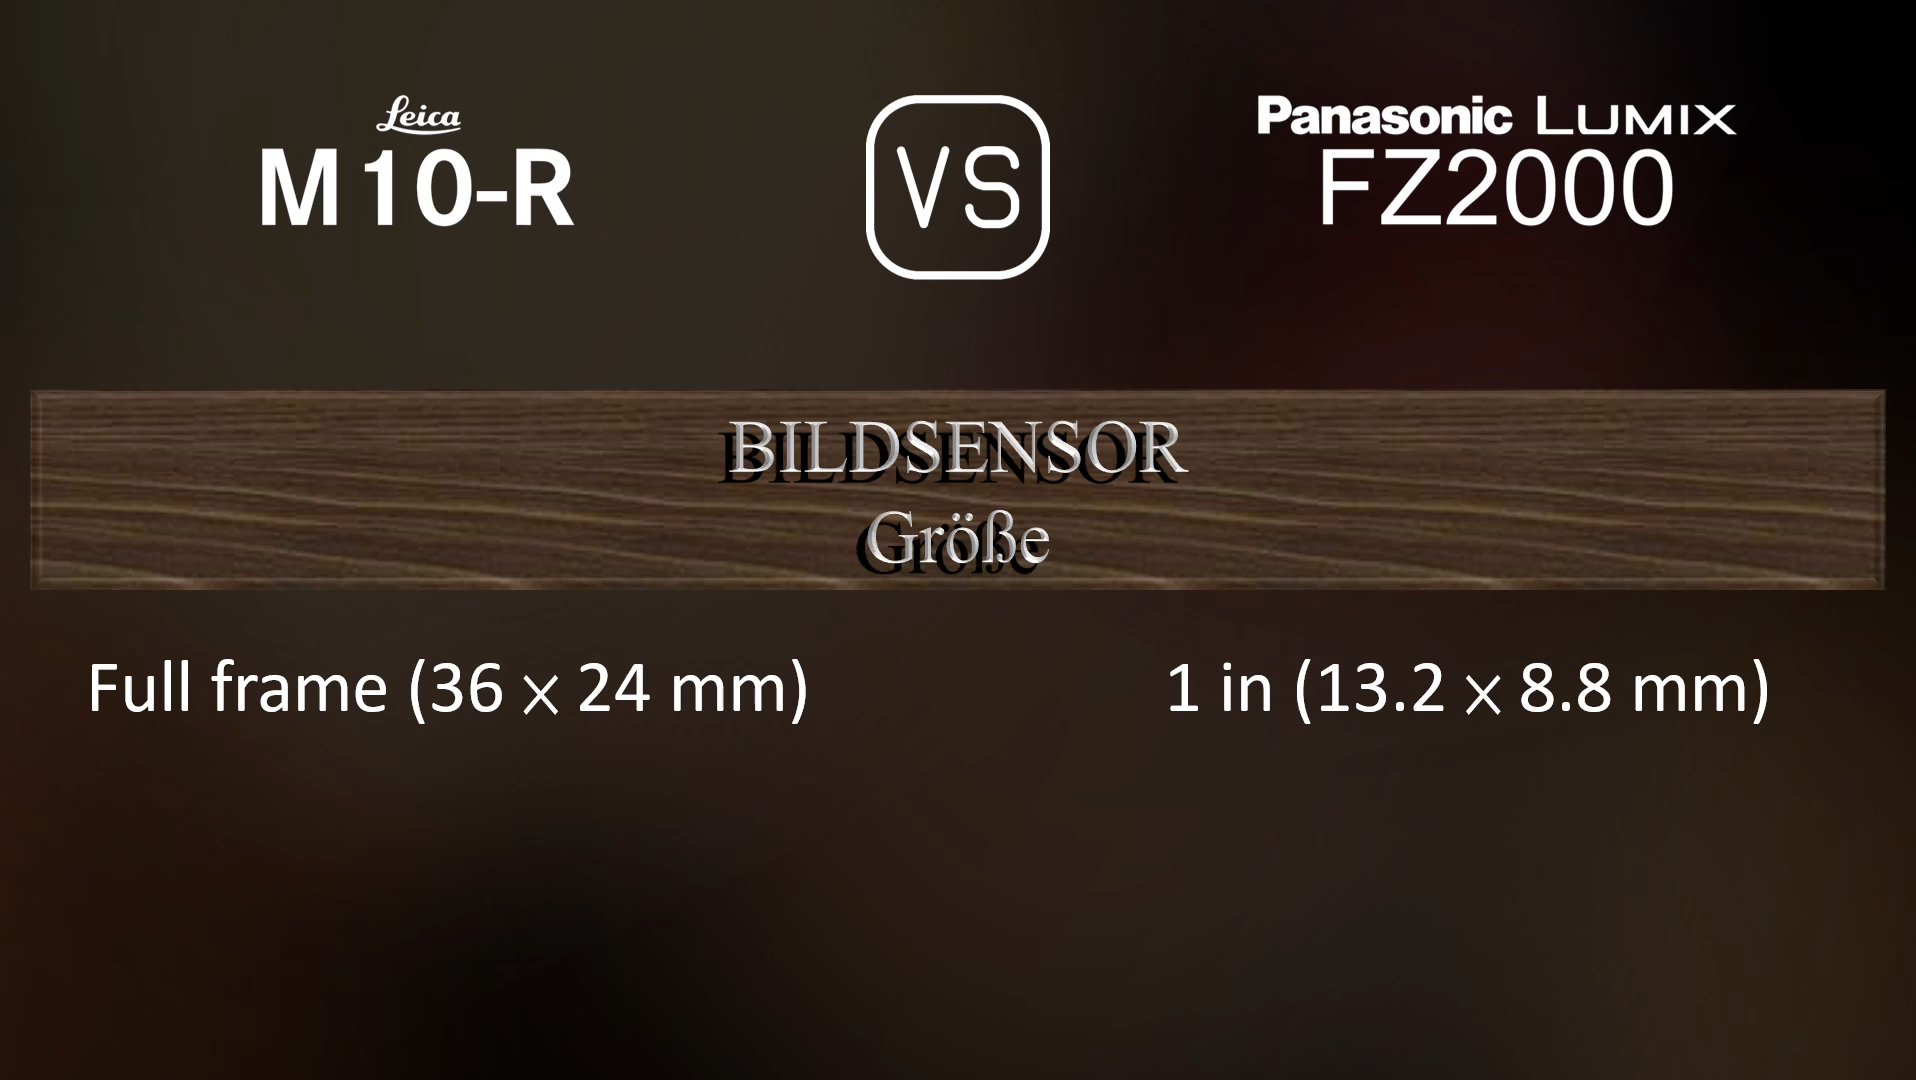 Leica
M10-R
VS
Panasonic LUMIX
FZ2000
BILDSENSOR
Größe
Full frame (36 x 24 mm)
1 in (13.2 x 8.8 mm)